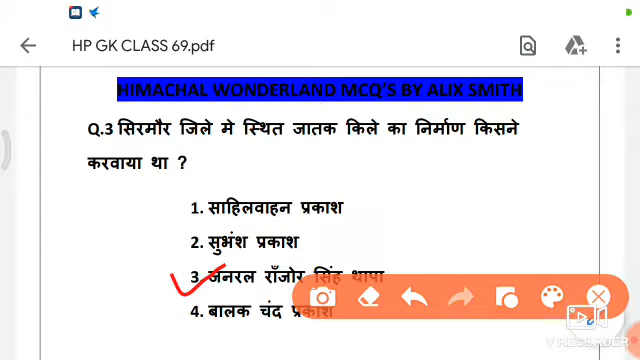 HP GK CLASS 69.pdf
HIMACHAL WONDERLAND MCQ'S BY ALIX SMITH
Q.3 सिरमौर जिले मे स्थित जातक किले का निर्माण किसने
करवाया था ?
1. साहिलवाहन प्रकाश
2. सुभंश प्रकाश
3. जनरल राँजोर सिंह थापा
4. बालक चंद प्रकाश
V RECORDER